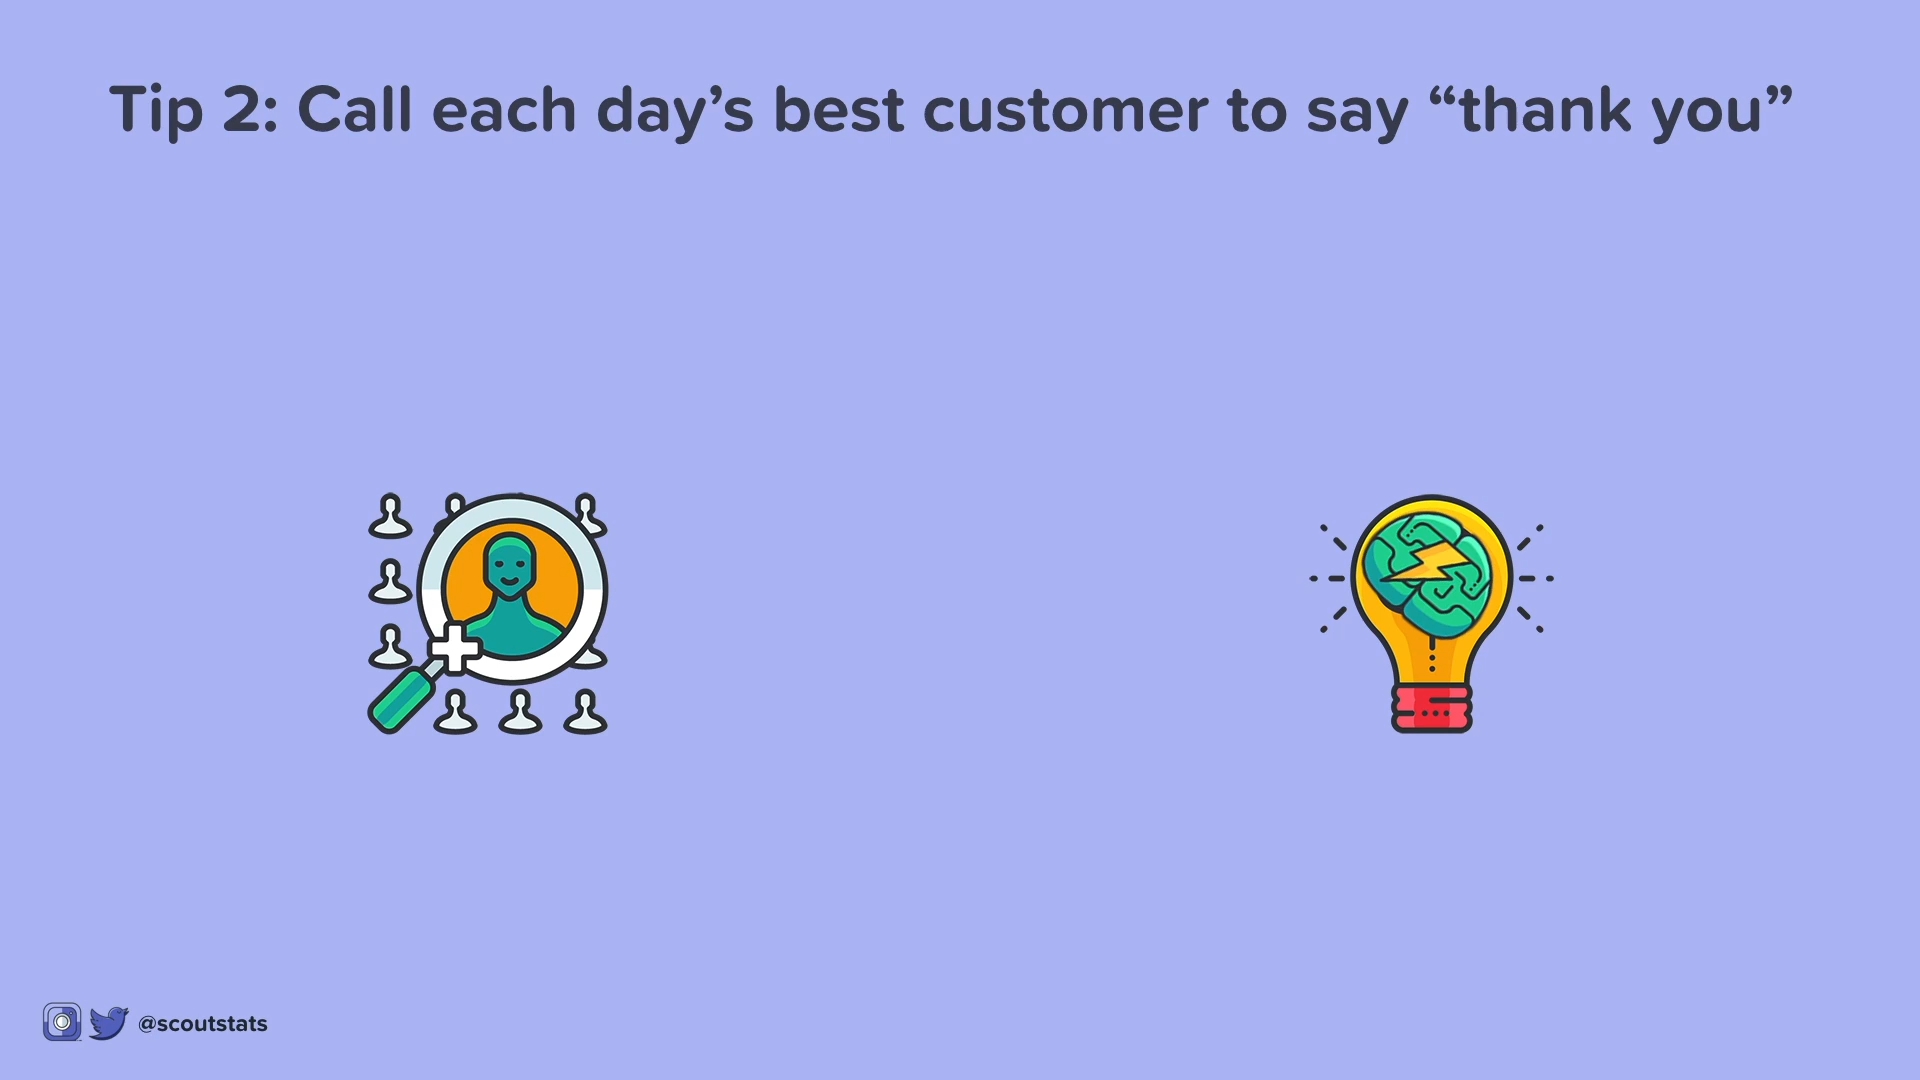 Tip 2: Call each day’s best customer to say “thank you”
@scoutstats